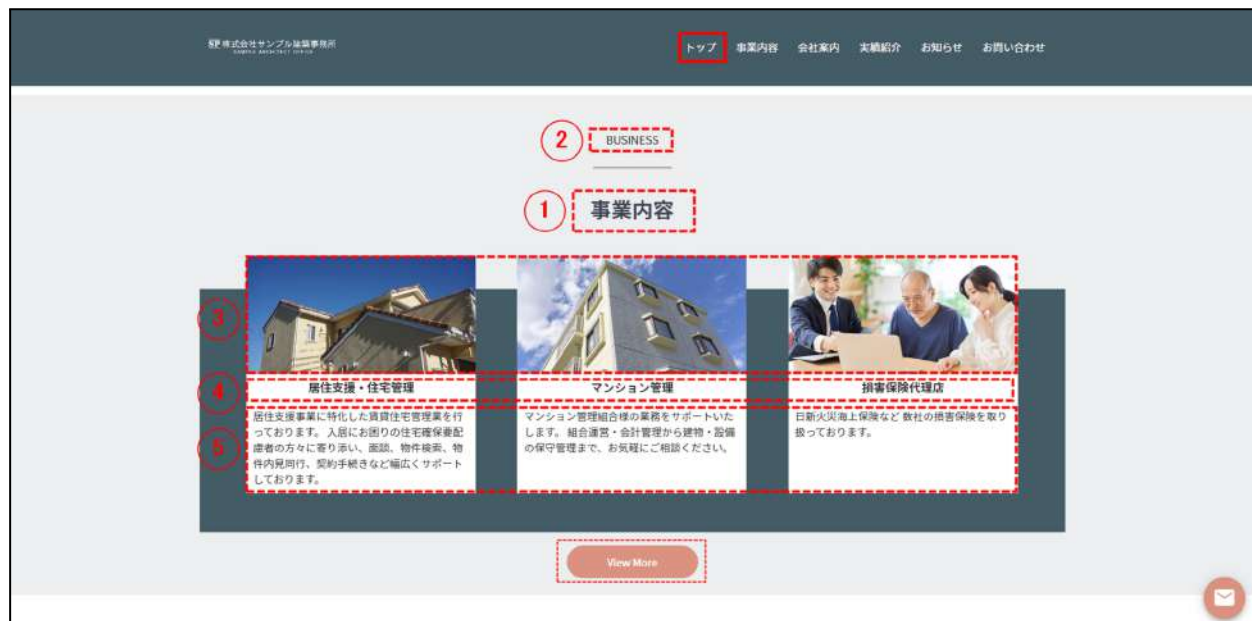 SP 株式会社サンプル建築事務所
SAMPLE ARCHITECT OFFICE
トップ 事業内容 会社案内 実績紹介 お知らせ お問い合わせ
② BUSINESS
① 事業内容
③
④ 居住支援・住宅管理 マンション管理 損害保険代理店
⑤
居住支援事業に特化した賃貸住宅管理業を行
っております。 入居にお困りの住宅確保要配
慮者の方々に寄り添い、面談、物件検索、物
件内見同行、契約手続きなど幅広くサポート
しております。
マンション管理組合様の業務をサポートいた
します。 組合運営・会計管理から建物・設備
の保守管理まで、お気軽にご相談ください。
日新火災海上保険など 数社の損害保険を取り
扱っております。
View More